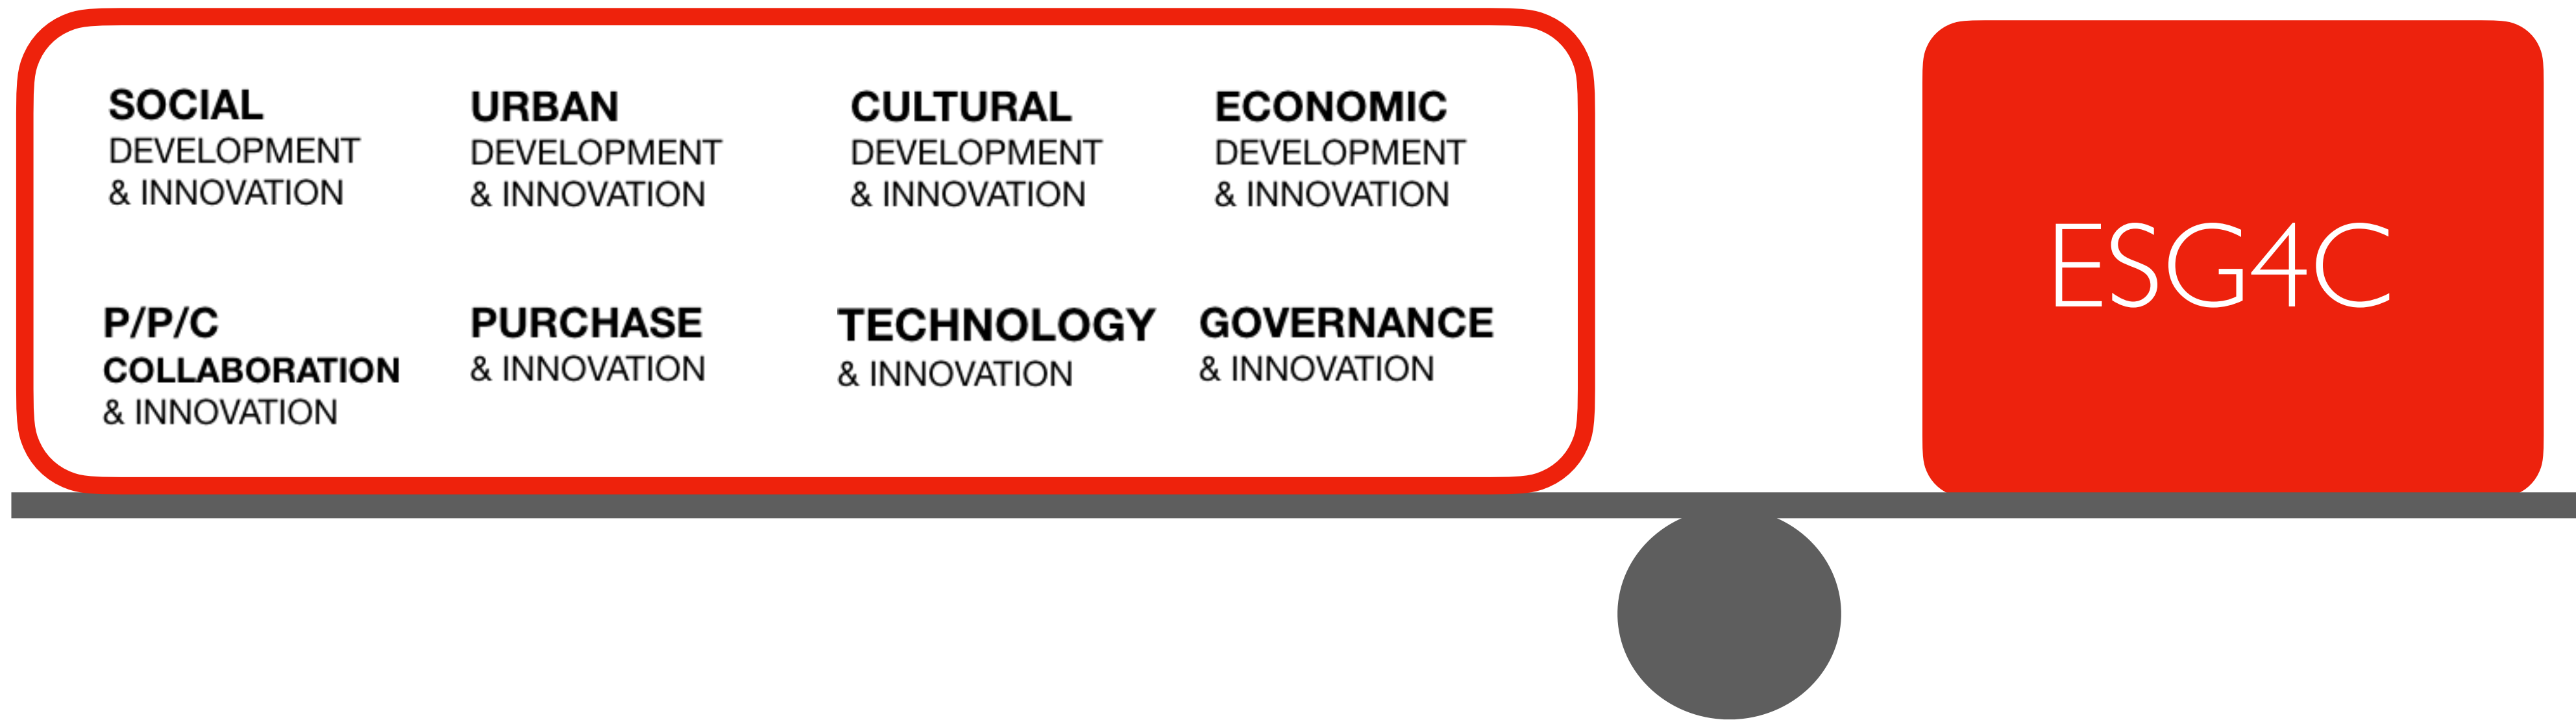 SOCIAL
DEVELOPMENT
& INNOVATION
URBAN
DEVELOPMENT
& INNOVATION
CULTURAL
DEVELOPMENT
& INNOVATION
ECONOMIC
DEVELOPMENT
& INNOVATION
P/P/C
COLLABORATION
& INNOVATION
PURCHASE
& INNOVATION
TECHNOLOGY
& INNOVATION
GOVERNANCE
& INNOVATION
ESG4C